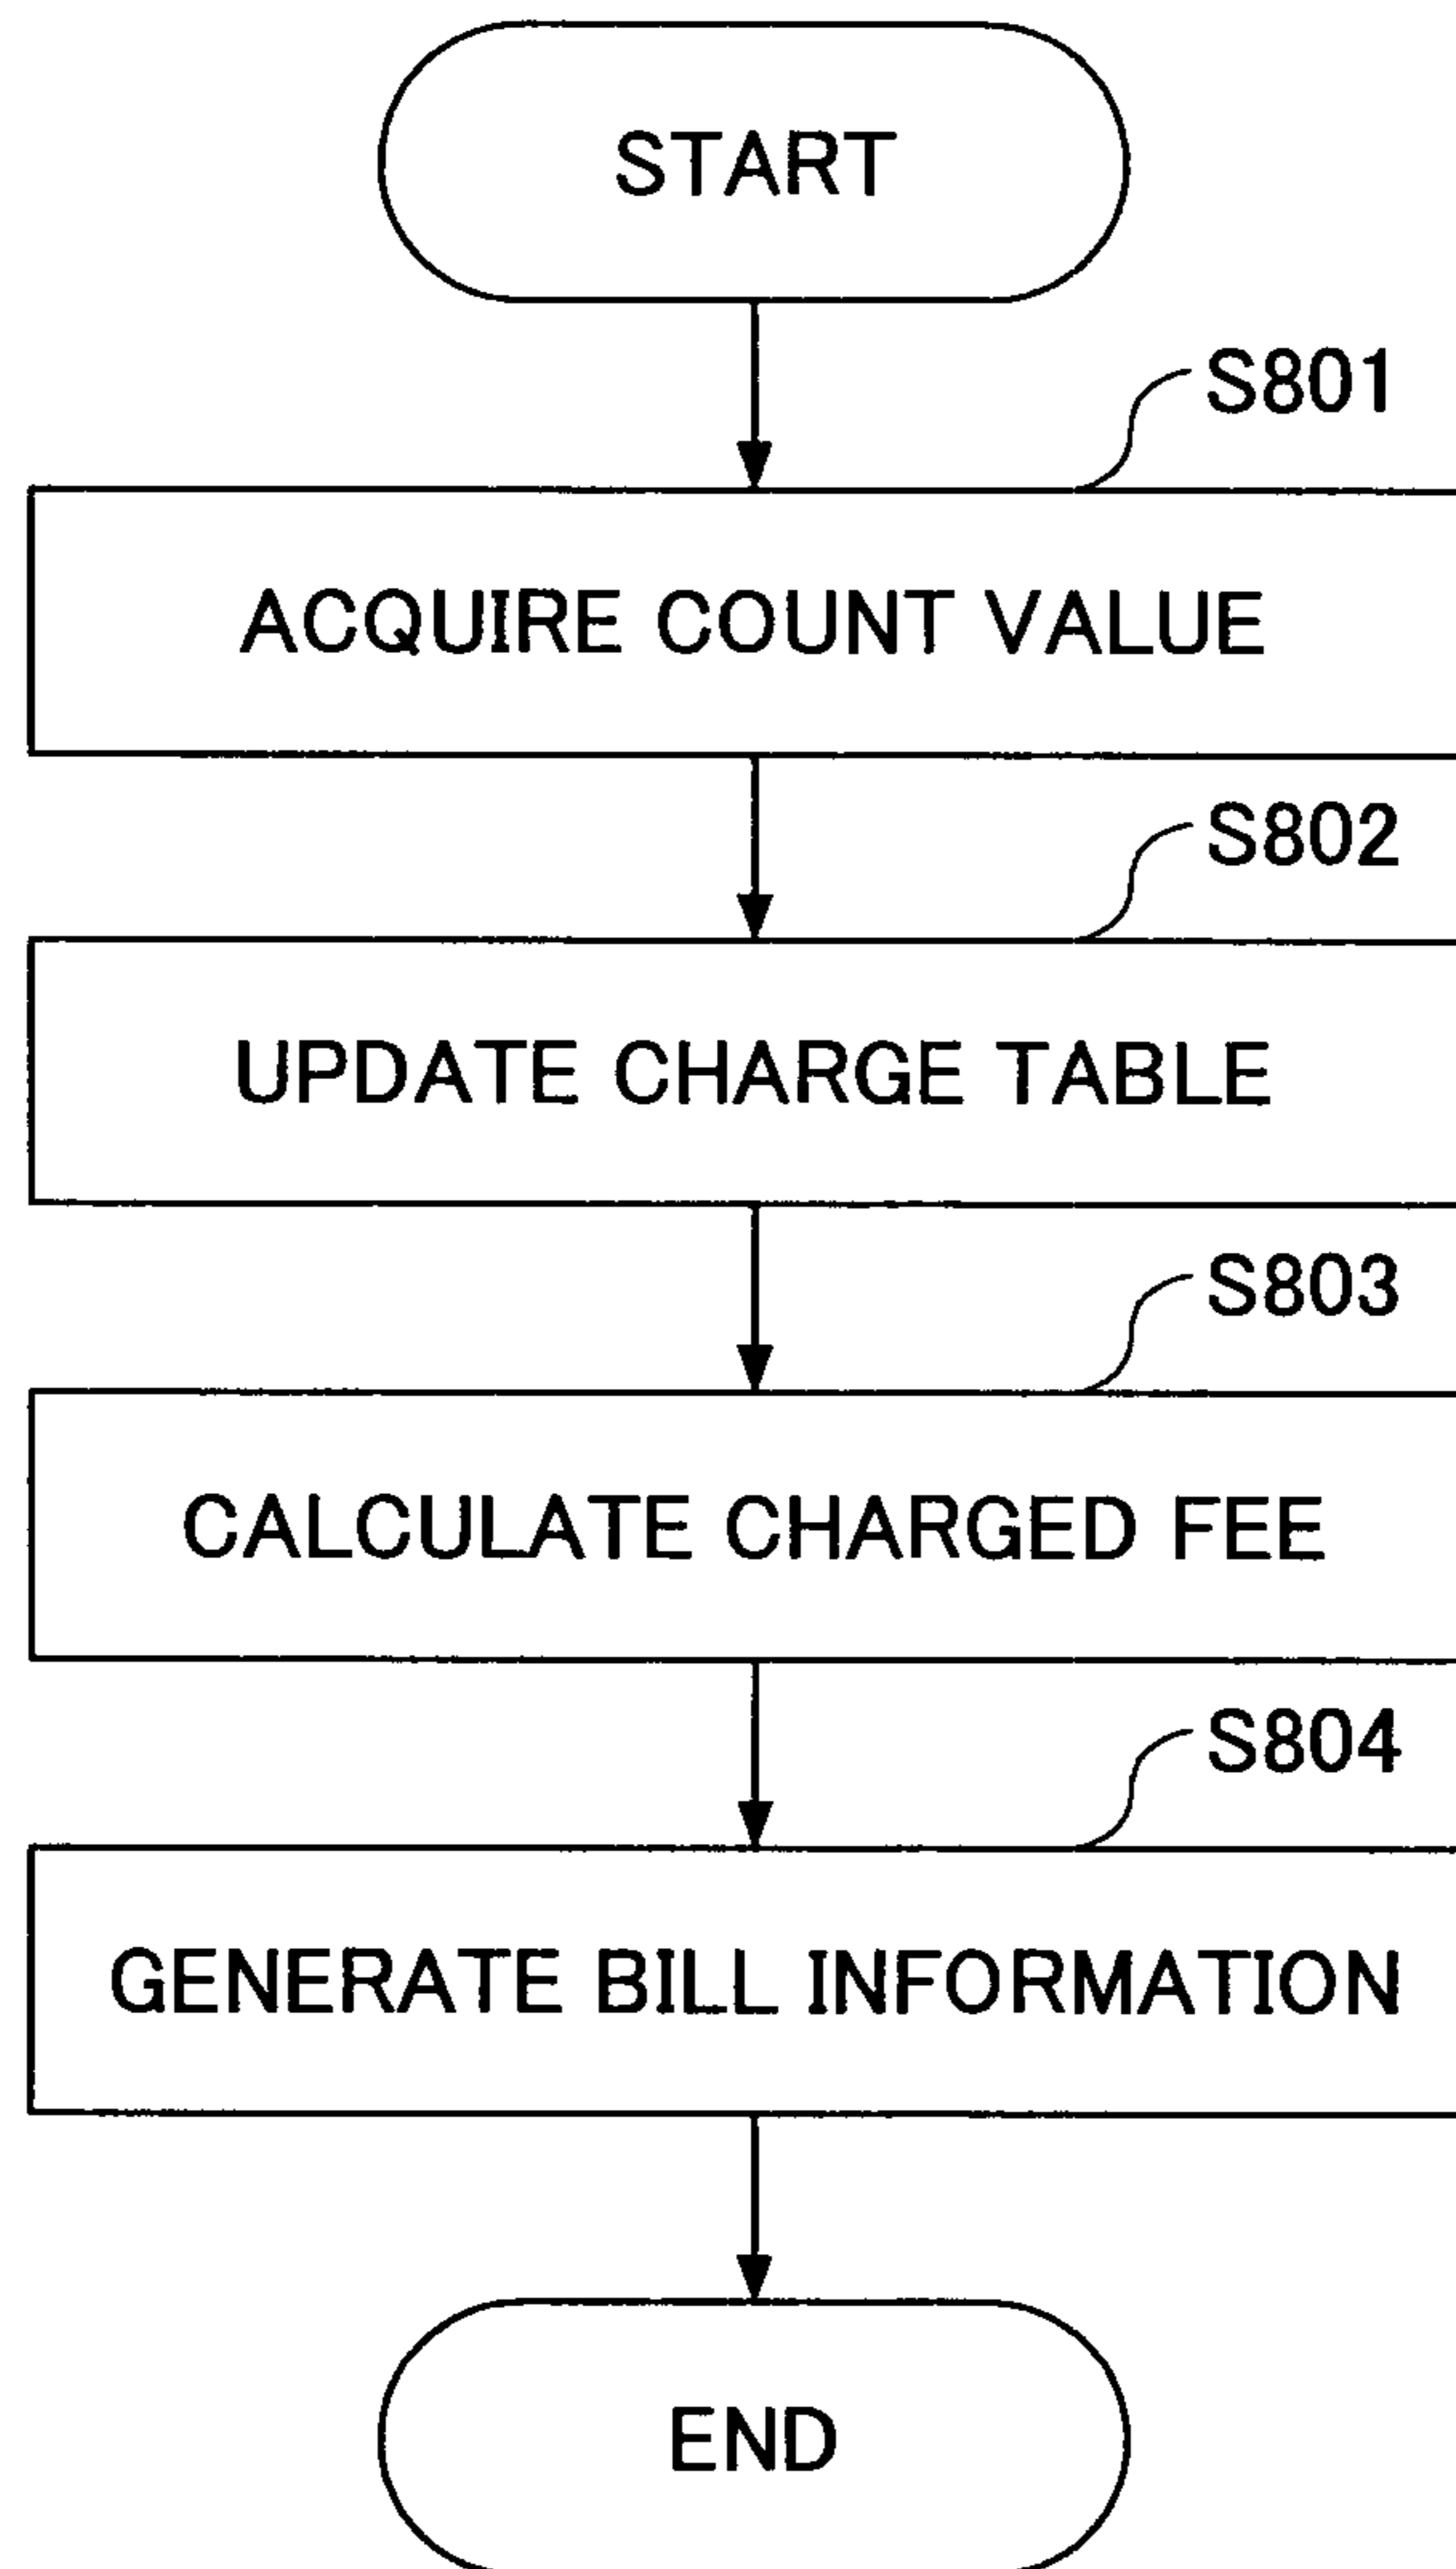 START
S801
ACQUIRE COUNT VALUE
S802
UPDATE CHARGE TABLE
S803
CALCULATE CHARGED FEE
S804
GENERATE BILL INFORMATION
END